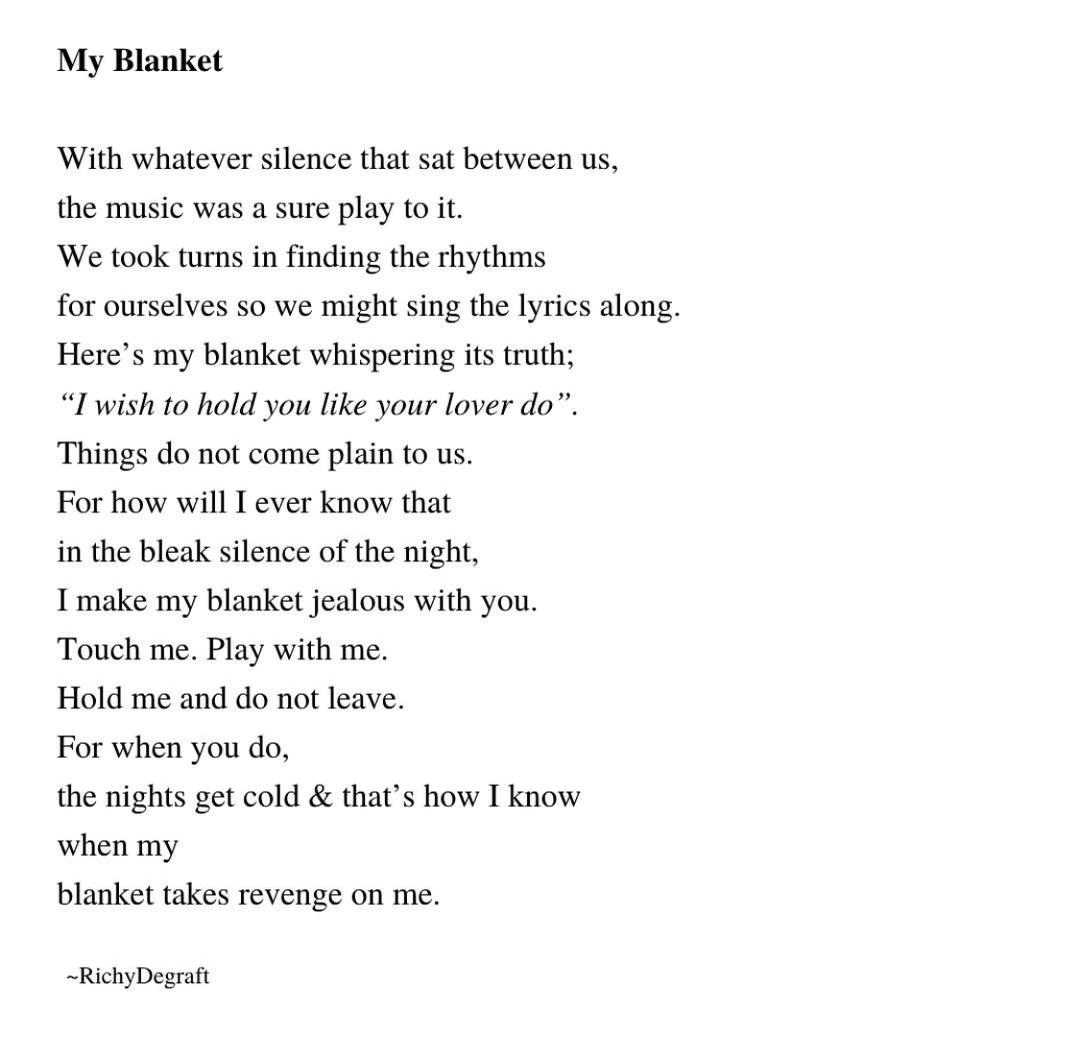 My Blanket
With whatever silence that sat between us,
the music was a sure play to it.
We took turns in finding the rhythms
for ourselves so we might sing the lyrics along.
Here’s my blanket whispering its truth;
“I wish to hold you like your lover do”.
Things do not come plain to us.
For how will I ever know that
in the bleak silence of the night,
I make my blanket jealous with you.
Touch me. Play with me.
Hold me and do not leave.
For when you do,
the nights get cold & that’s how I know
when my
blanket takes revenge on me.
~RichyDegraft